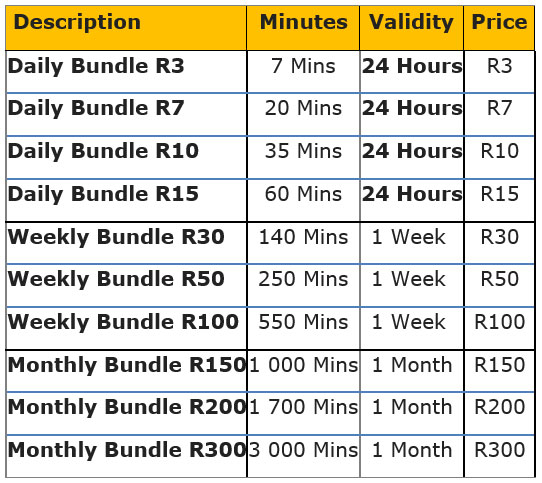 Description Minutes Validity Price
Daily Bundle R3 7 Mins 24 Hours R3
Daily Bundle R7 20 Mins 24 Hours R7
Daily Bundle R10 35 Mins 24 Hours R10
Daily Bundle R15 60 Mins 24 Hours R15
Weekly Bundle R30 140 Mins 1 Week R30
Weekly Bundle R50 250 Mins 1 Week R50
Weekly Bundle R100 550 Mins 1 Week R100
Monthly Bundle R150 1 000 Mins 1 Month R150
Monthly Bundle R200 1 700 Mins 1 Month R200
Monthly Bundle R300 3 000 Mins 1 Month R300